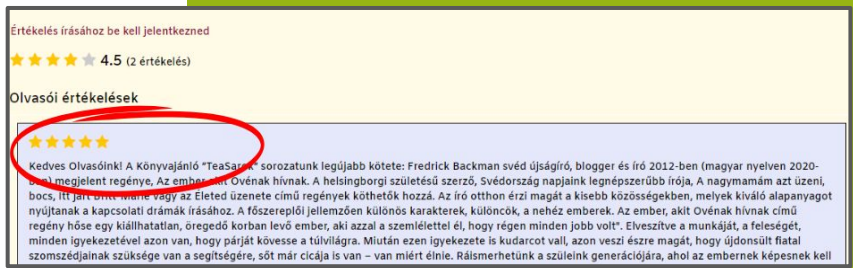 Értékelés írásához be kell jelentkezned
4.5 (2 értékelés)
Olvasói értékelések
Kedves Olvasóink! A Könyvajánló "TeaSarok" sorozatunk legújabb kötete: Fredrick Backman svéd újságíró, blogger és író 2012-ben (magyar nyelven 2020-
ban) megjelent regénye, Az ember, akit Ovénak hívnak. A helsingborgi születésű szerző, Svédország napjaink legnépszerűbb írója, A nagymamám azt üzeni,
bocs, Itt járt Britt-Marie vagy az Életed üzenete című regények köthetők hozzá. Az író otthon érzi magát a kisebb közösségekben, melyek kiváló alapanyagot
nyújtanak a kapcsolati drámák írásához. A főszereplői jellemzően különös karakterek, különcök, a nehéz emberek. Az ember, akit Ovénak hívnak című
regény hőse egy kiállhatatlan, öregedő korban levő ember, aki azzal a szemlélettel él, hogy régen minden jobb volt". Elveszítve a munkáját, a feleségét,
minden igyekezetével azon van, hogy párját kövesse a túlvilágra. Miután ezen igyekezete is kudarcot vall, azon veszi észre magát, hogy újdonsült fiatal
szomszédjainak szüksége van a segítségére, sőt már cicája is van – van miért élnie. Ráismerhetünk a szüleink generációjára, ahol az embernek képesnek kell